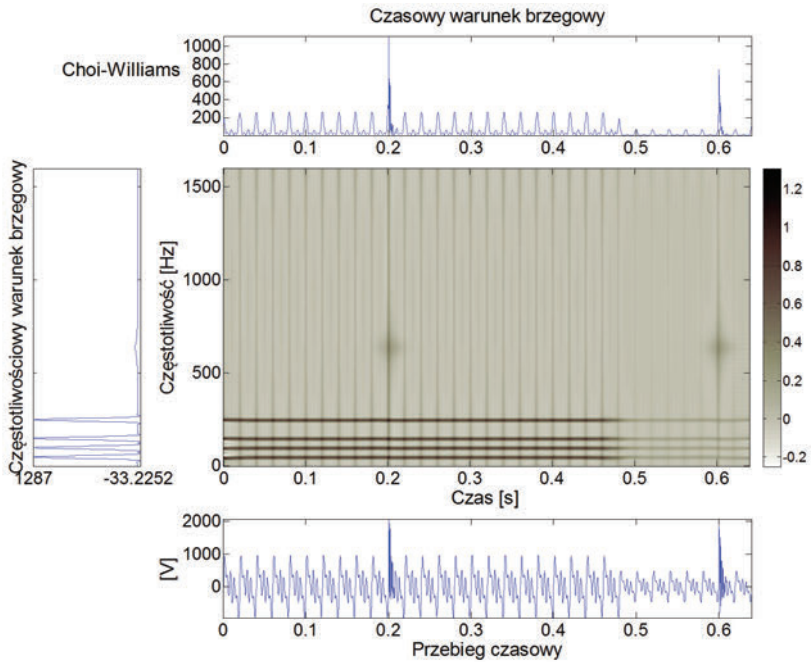 Czasowy warunek brzegowy
Choi-Williams
1000
800
600
400
200
0 0.1 0.2 0.3 0.4 0.5 0.6
Częstotliwościowy warunek brzegowy
1287 -33.2252
Częstotliwość [Hz]
1500
1000
500
0
0 0.1 0.2 0.3 0.4 0.5 0.6
Czas [s]
1.2
1
0.8
0.6
0.4
0.2
0
-0.2
[V]
2000
1000
0
0 0.1 0.2 0.3 0.4 0.5 0.6
Przebieg czasowy